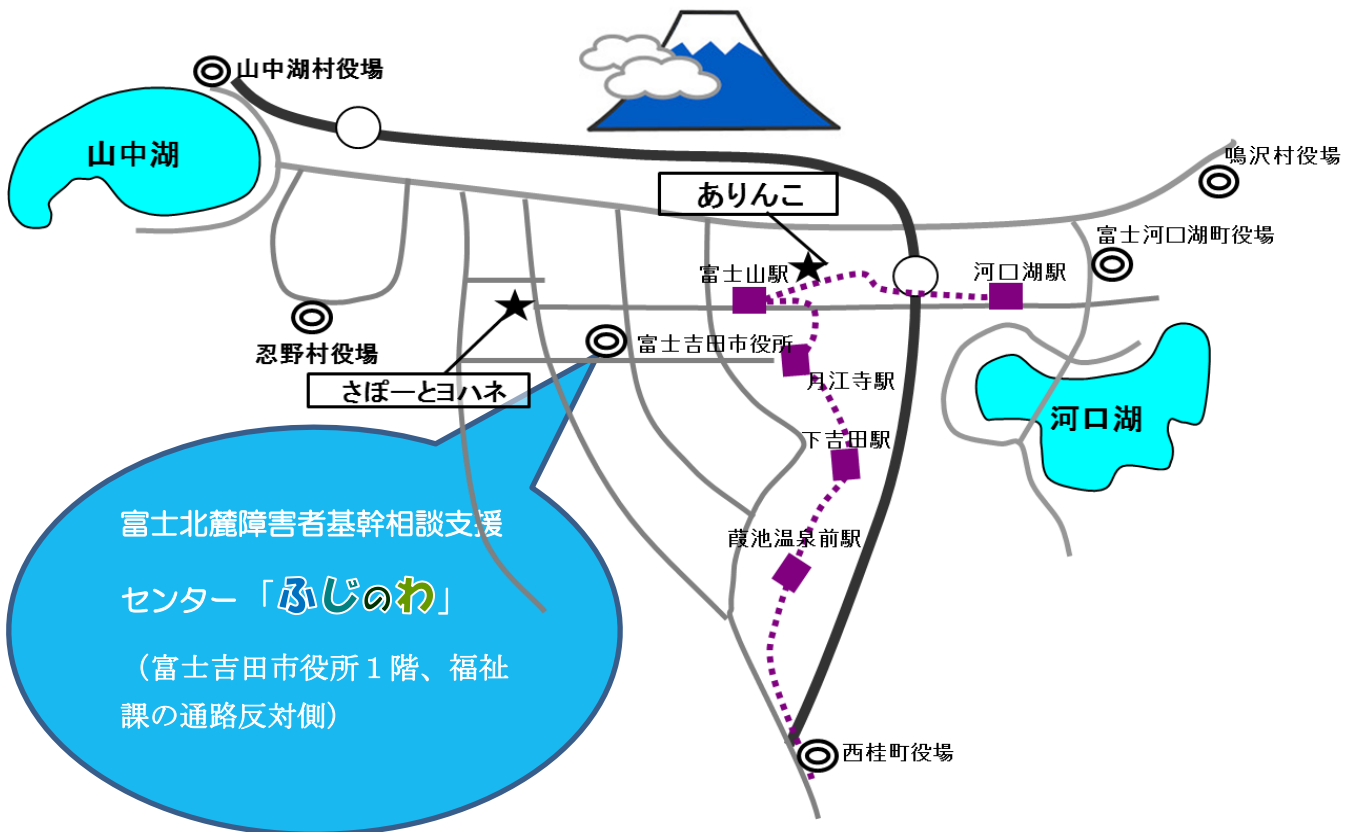 山中湖村役場
山中湖
ありんこ
鳴沢村役場
富士河口湖町役場
富士山駅
河口湖駅
忍野村役場
富士吉田市役所
さぽーとヨハネ
月江寺駅
河口湖
下吉田駅
葭池温泉前駅
富士北麓障害者基幹相談支援
センター「ふじのわ」
（富士吉田市役所１階、福祉
課の通路反対側）
西桂町役場